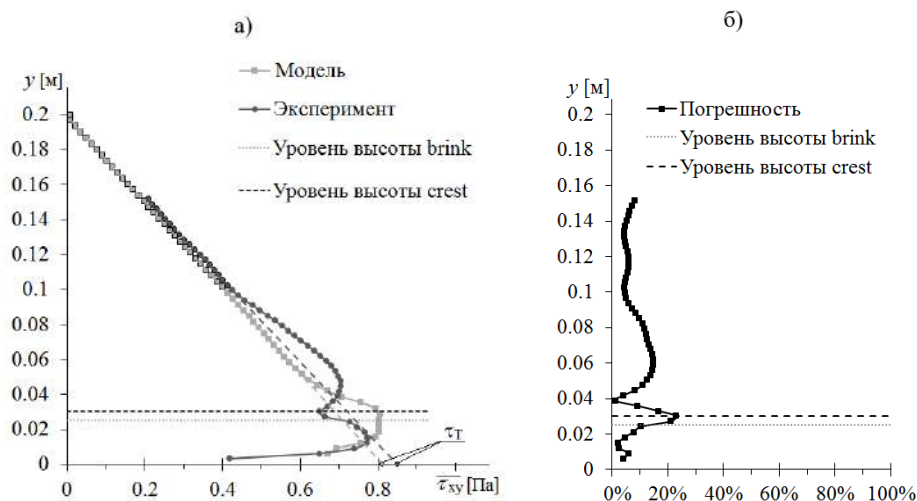 а)
y [м]
Модель
Эксперимент
Уровень высоты brink
Уровень высоты crest
0.2
0.18
0.16
0.14
0.12
0.1
0.08
0.06
0.04
0.02
0
0
0.2
0.4
0.6
0.8
τxy [Па]
τT
б)
y [м]
Погрешность
Уровень высоты brink
Уровень высоты crest
0.2
0.18
0.16
0.14
0.12
0.1
0.08
0.06
0.04
0.02
0
0% 20% 40% 60% 80% 100%